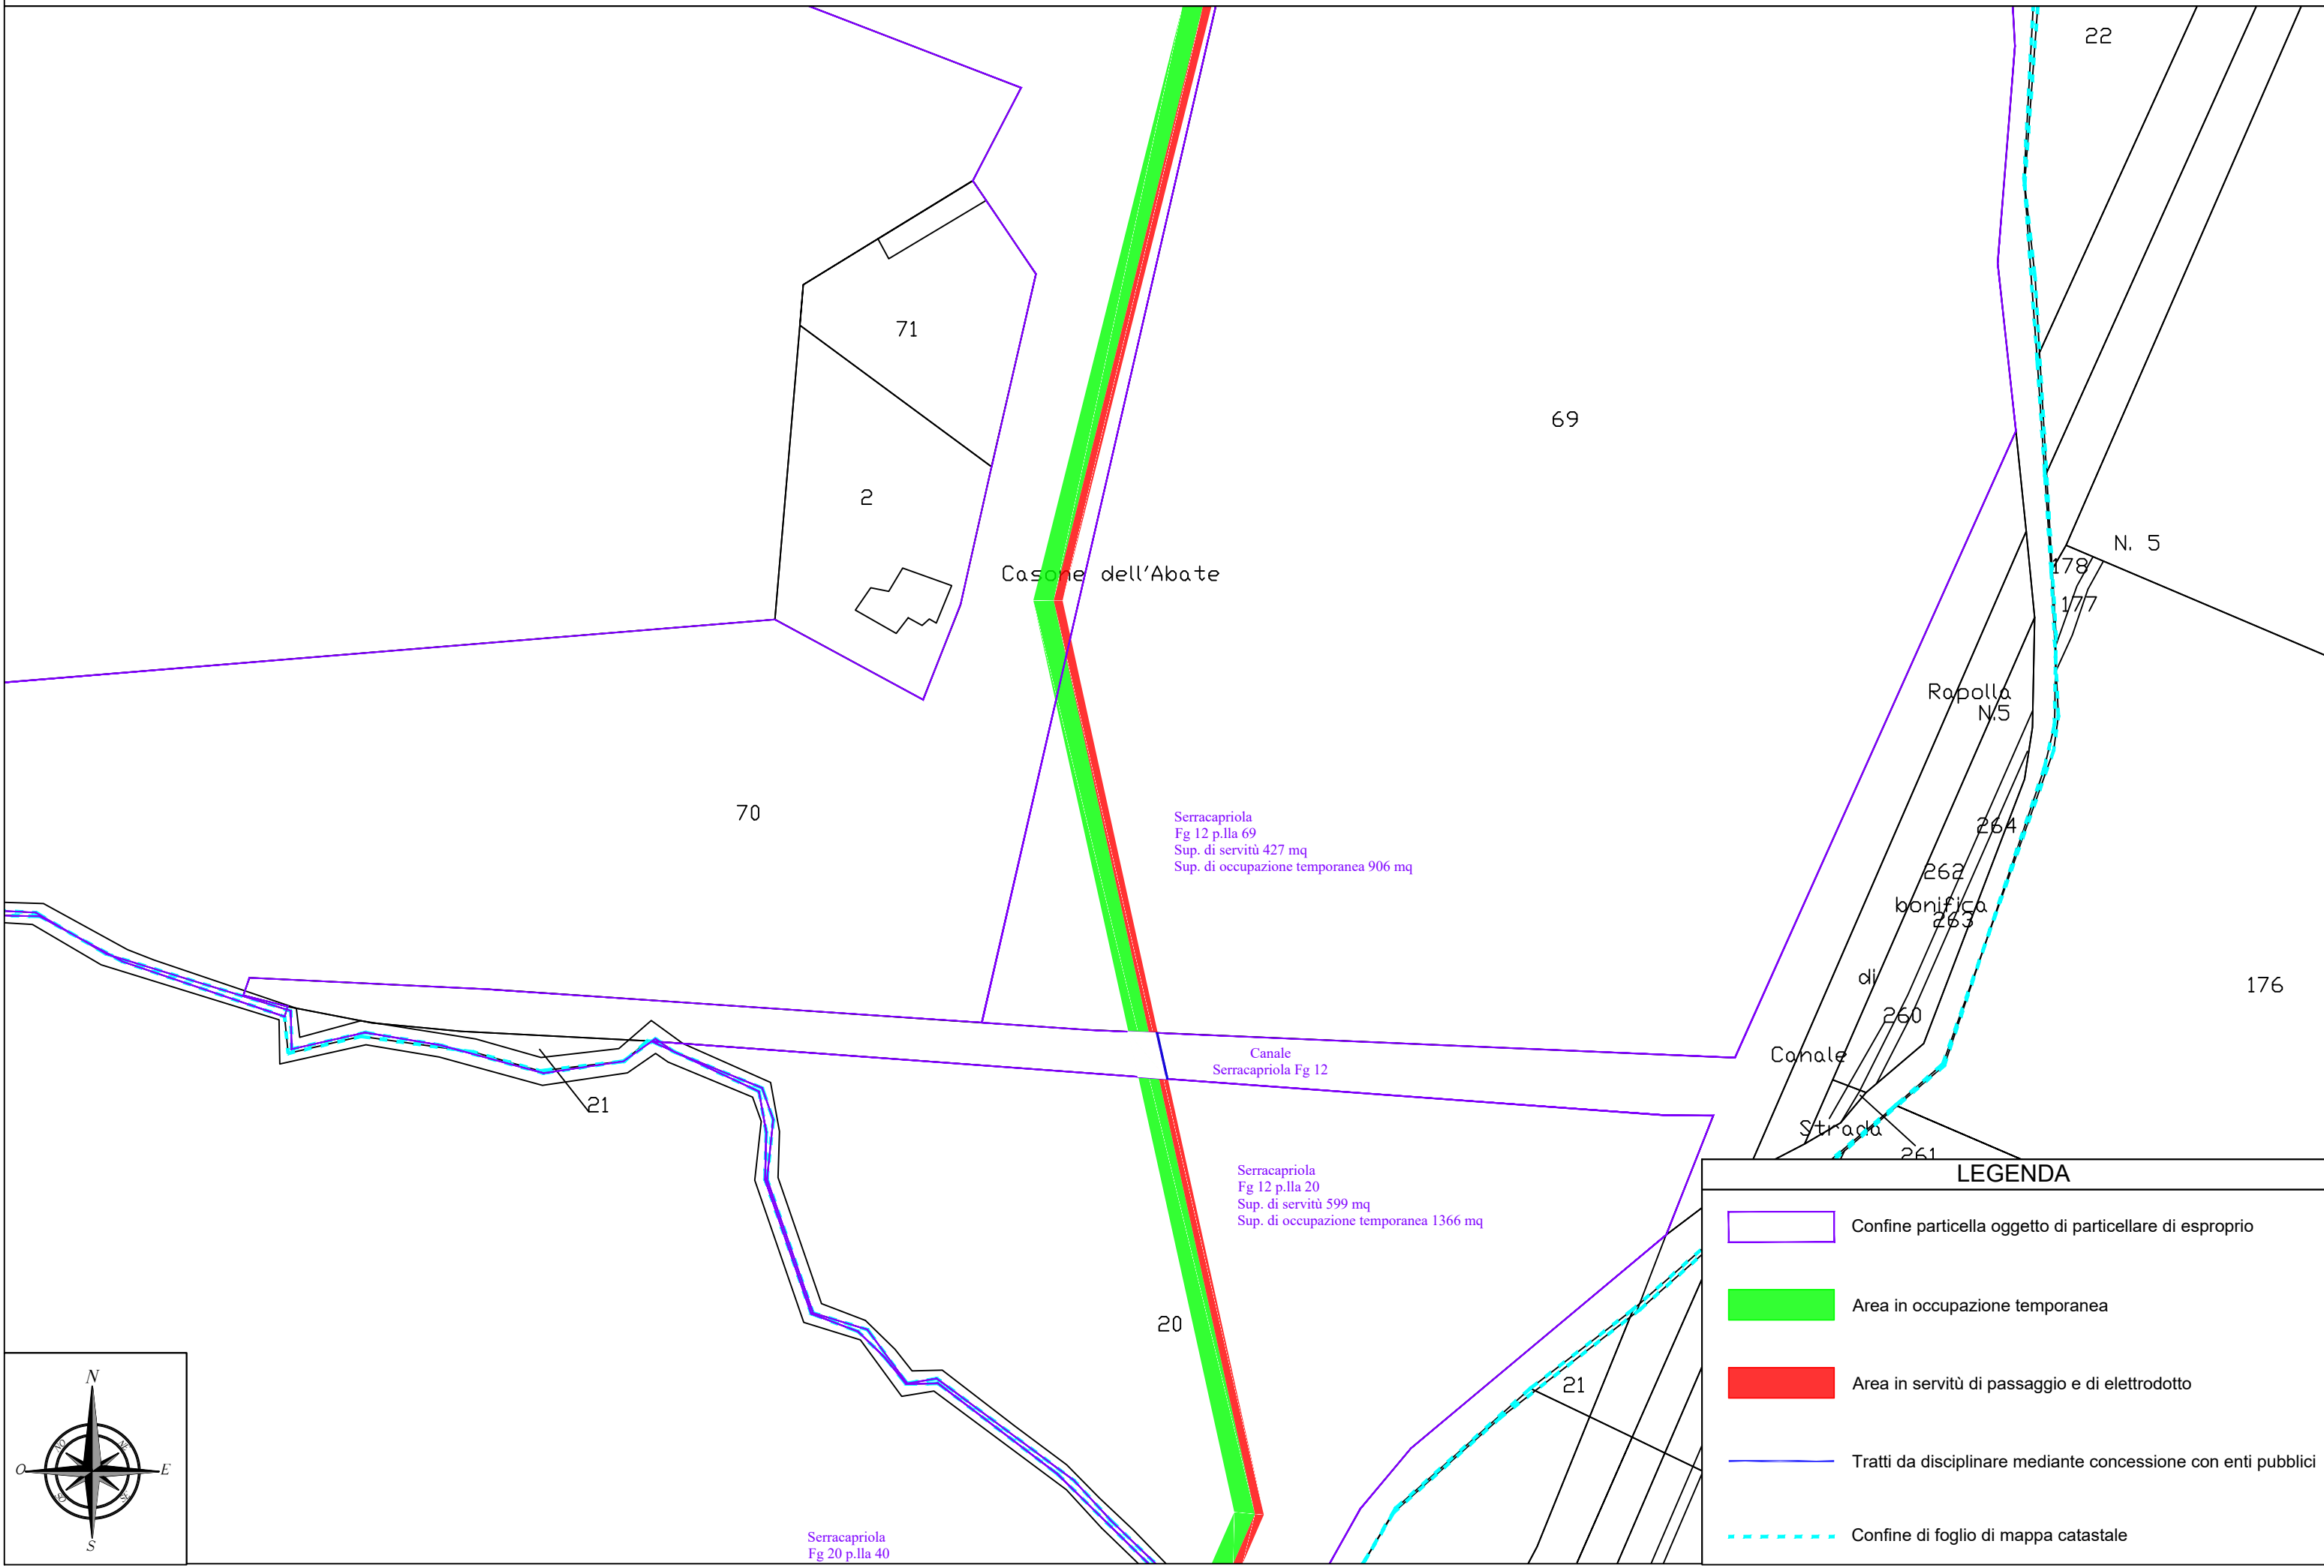 22
71
69
2
N. 5
178
Casone dell'Abate
177
Rapolla
N.5
70
Serracapriola
Fg 12 p.lla 69
Sup. di servitù 427 mq
Sup. di occupazione temporanea 906 mq
264
262
bonifica
263
di
176
260
Canale
Canale
Serracapriola Fg 12
21
Strada
261
Serracapriola
Fg 12 p.lla 20
Sup. di servitù 599 mq
Sup. di occupazione temporanea 1366 mq
20
21
LEGENDA
Confine particella oggetto di particellare di esproprio
Area in occupazione temporanea
Area in servitù di passaggio e di elettrodotto
Tratti da disciplinare mediante concessione con enti pubblici
Confine di foglio di mappa catastale
N
O
E
S
Serracapriola
Fg 20 p.lla 40